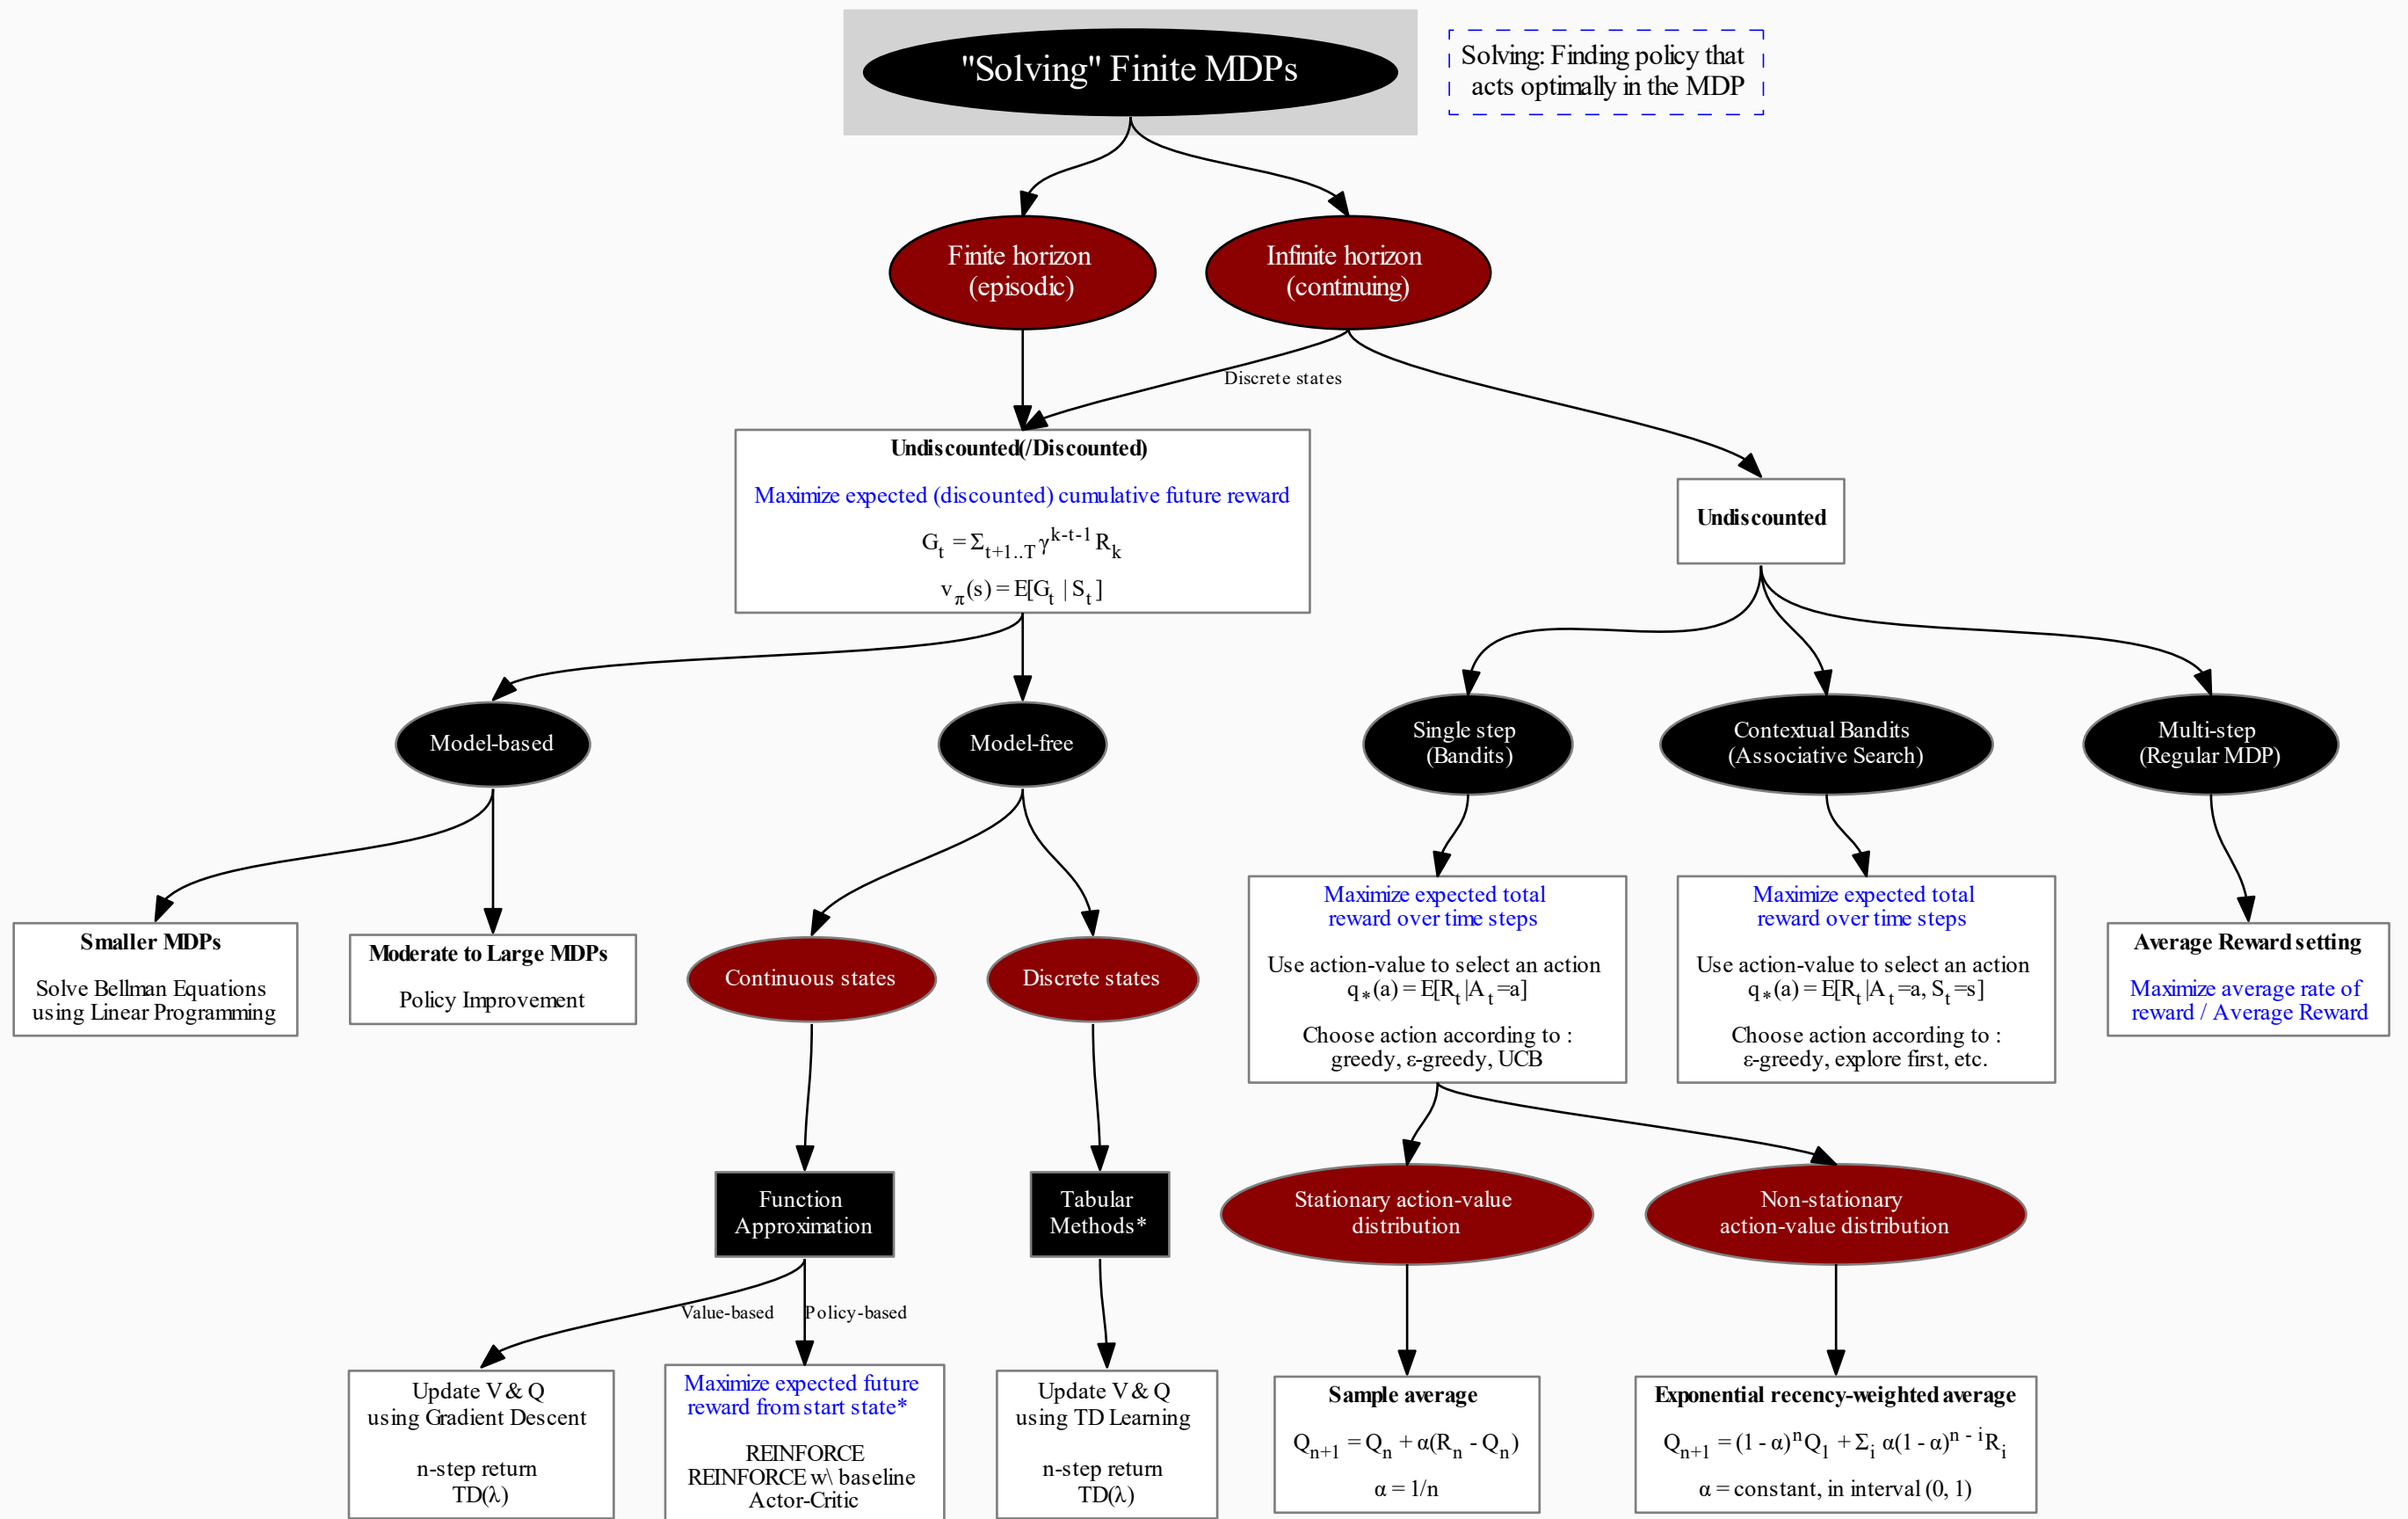 "Solving" Finite MDPs
Solving: Finding policy that
acts optimally in the MDP
Finite horizon
(episodic)
Infinite horizon
(continuing)
Discrete states
Undiscounted(/Discounted)
Maximize expected (discounted) cumulative future reward
G_t = Σ_{t+1..T} γ^{k-t-1} R_k
v_π(s) = E[G_t | S_t]
Undiscounted
Model-based
Model-free
Single step
(Bandits)
Contextual Bandits
(Associative Search)
Multi-step
(Regular MDP)
Smaller MDPs
Solve Bellman Equations
using Linear Programming
Moderate to Large MDPs
Policy Improvement
Continuous states
Discrete states
Maximize expected total
reward over time steps
Use action-value to select an action
q_*(a) = E[R_t|A_t=a]
Choose action according to :
greedy, ε-greedy, UCB
Maximize expected total
reward over time steps
Use action-value to select an action
q_*(a) = E[R_t|A_t=a, S_t=s]
Choose action according to :
ε-greedy, explore first, etc.
Average Reward setting
Maximize average rate of
reward / Average Reward
Function
Approximation
Tabular
Methods*
Stationary action-value
distribution
Non-stationary
action-value distribution
Value-based
Policy-based
Update V & Q
using Gradient Descent
n-step return
TD(λ)
Maximize expected future
reward from start state*
REINFORCE
REINFORCE w\ baseline
Actor-Critic
Update V & Q
using TD Learning
n-step return
TD(λ)
Sample average
Q_{n+1} = Q_n + α(R_n - Q_n)
α = 1/n
Exponential recency-weighted average
Q_{n+1} = (1 - α)^n Q_1 + Σ_i α(1 - α)^{n - i} R_i
α = constant, in interval (0, 1)